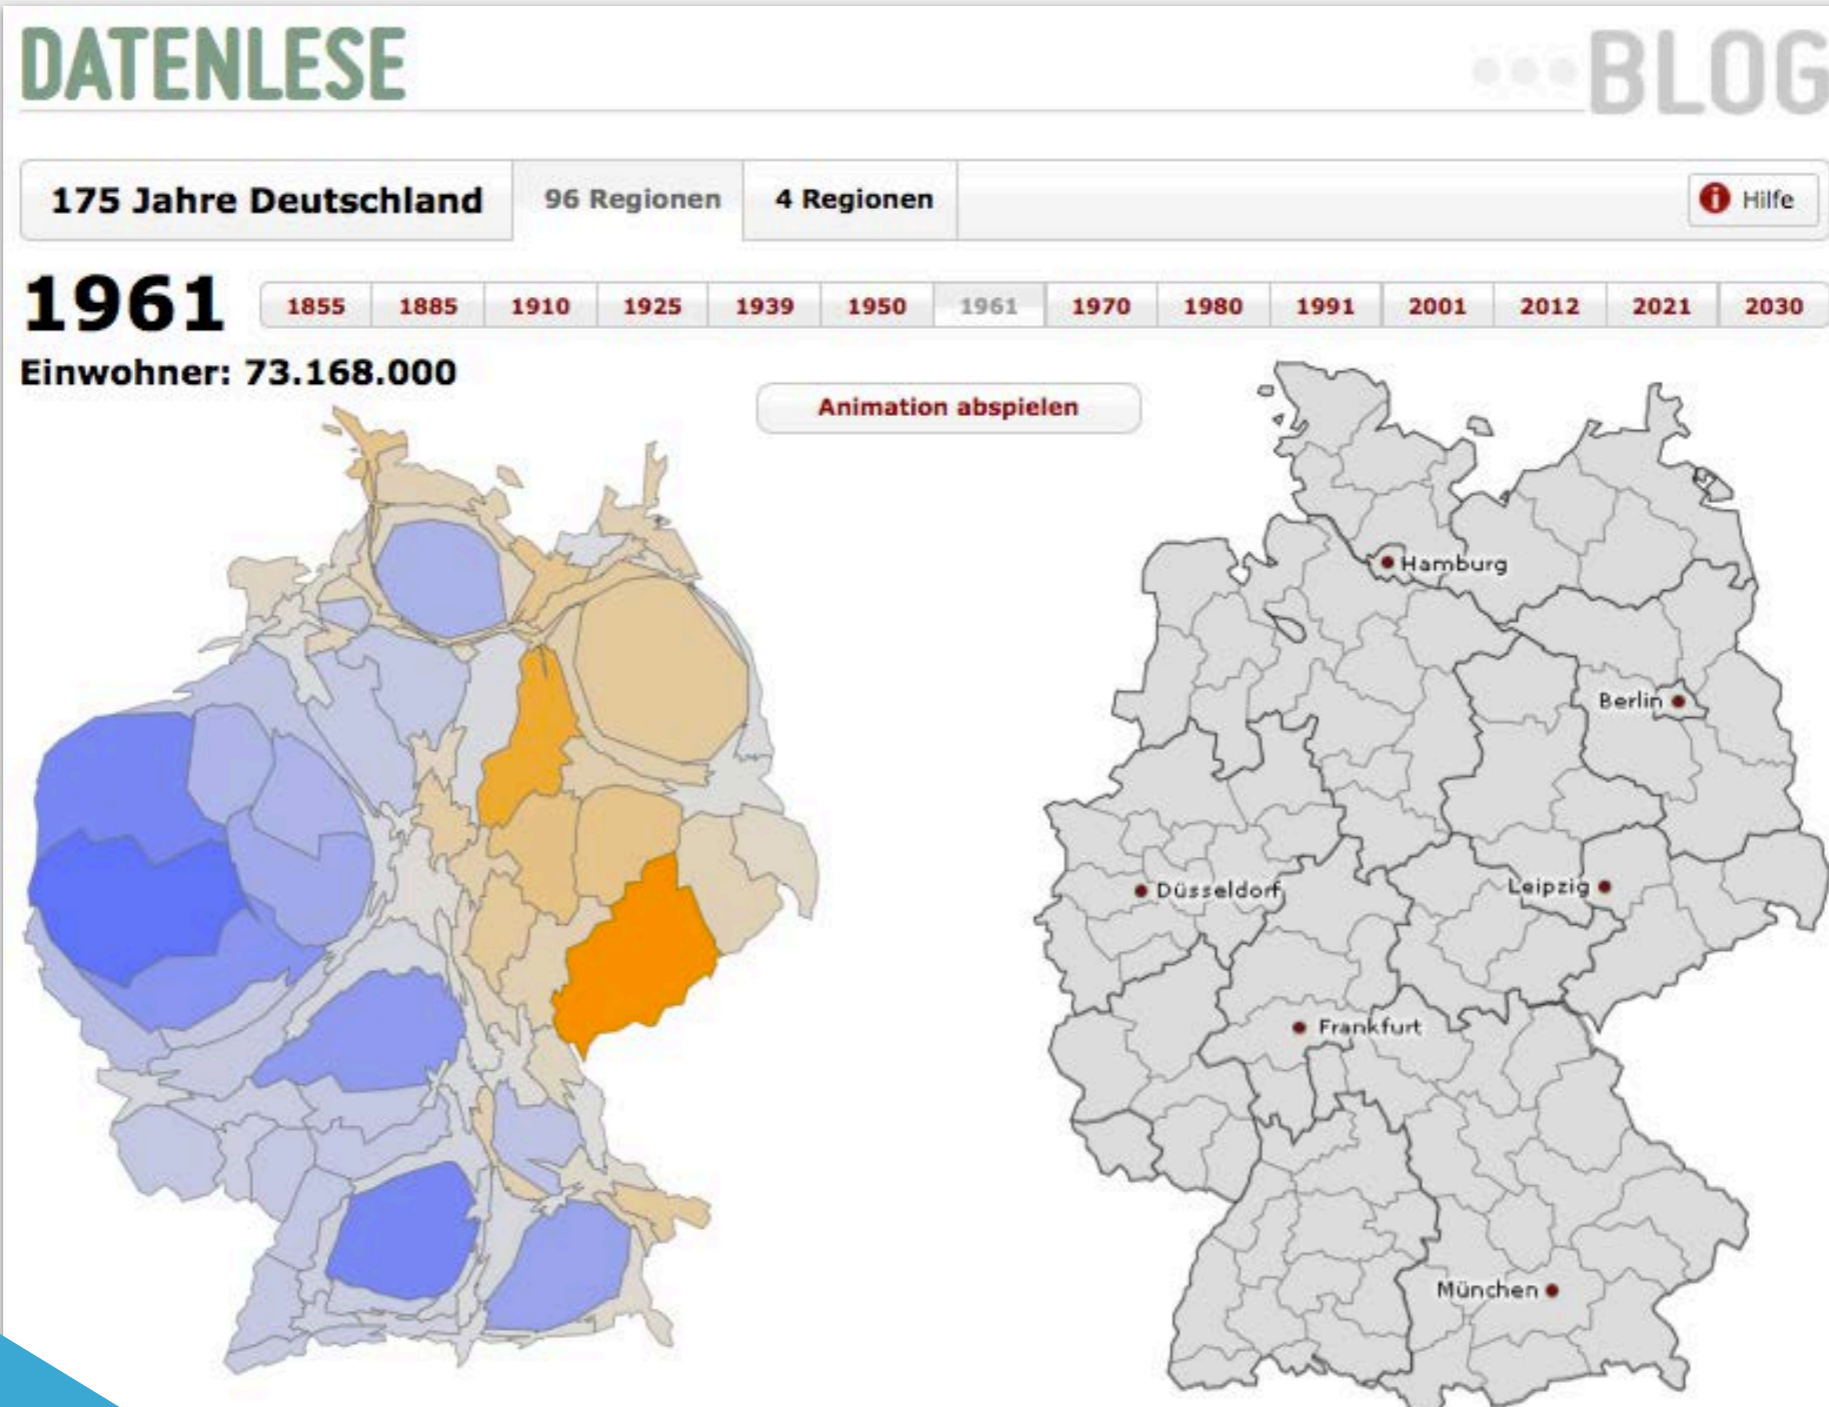 DATENLESE
BLOG
175 Jahre Deutschland 96 Regionen 4 Regionen Hilfe
1961 1855 1885 1910 1925 1939 1950 1961 1970 1980 1991 2001 2012 2021 2030
Einwohner: 73.168.000
Animation abspielen
Hamburg
Berlin
Düsseldorf
Leipzig
Frankfurt
München